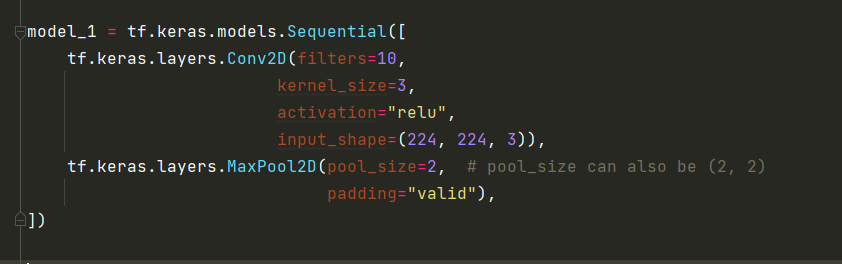 model_1 = tf.keras.models.Sequential([
    tf.keras.layers.Conv2D(filters=10,
                         kernel_size=3,
                         activation="relu",
                         input_shape=(224, 224, 3)),
    tf.keras.layers.MaxPool2D(pool_size=2,  # pool_size can also be (2, 2)
                              padding="valid"),
])